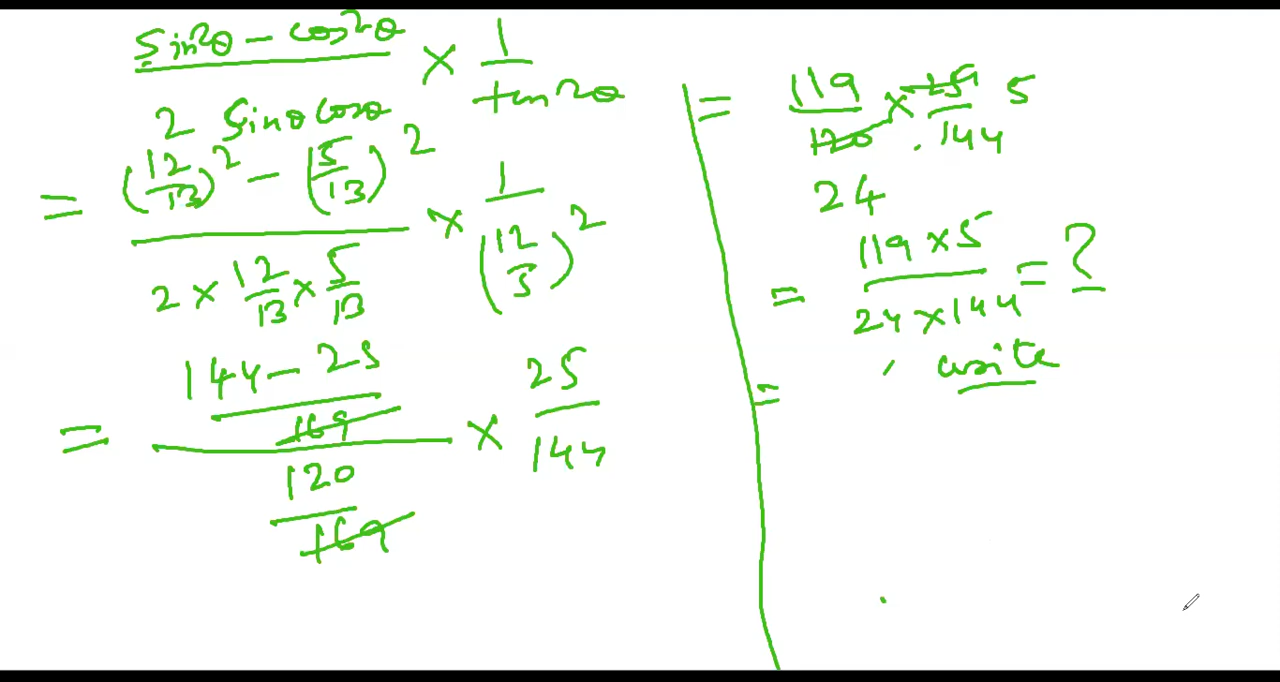 sin²θ - cos²θ / 2 sinθ cosθ × 1 / tan²θ
= (12/13)² - (5/13)² / 2 × 12/13 × 5/13 × 1 / (12/5)²
= 144 - 25 / 169 / 120 / 169 × 25 / 144
= 119 / 120 × 25 / 144 5
24
= 119 × 5 / 24 × 144 = ?
write
=